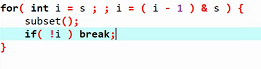 for( int i = s ; ; i = ( i - 1 ) & s ) {
subset();
if( !i ) break;
}